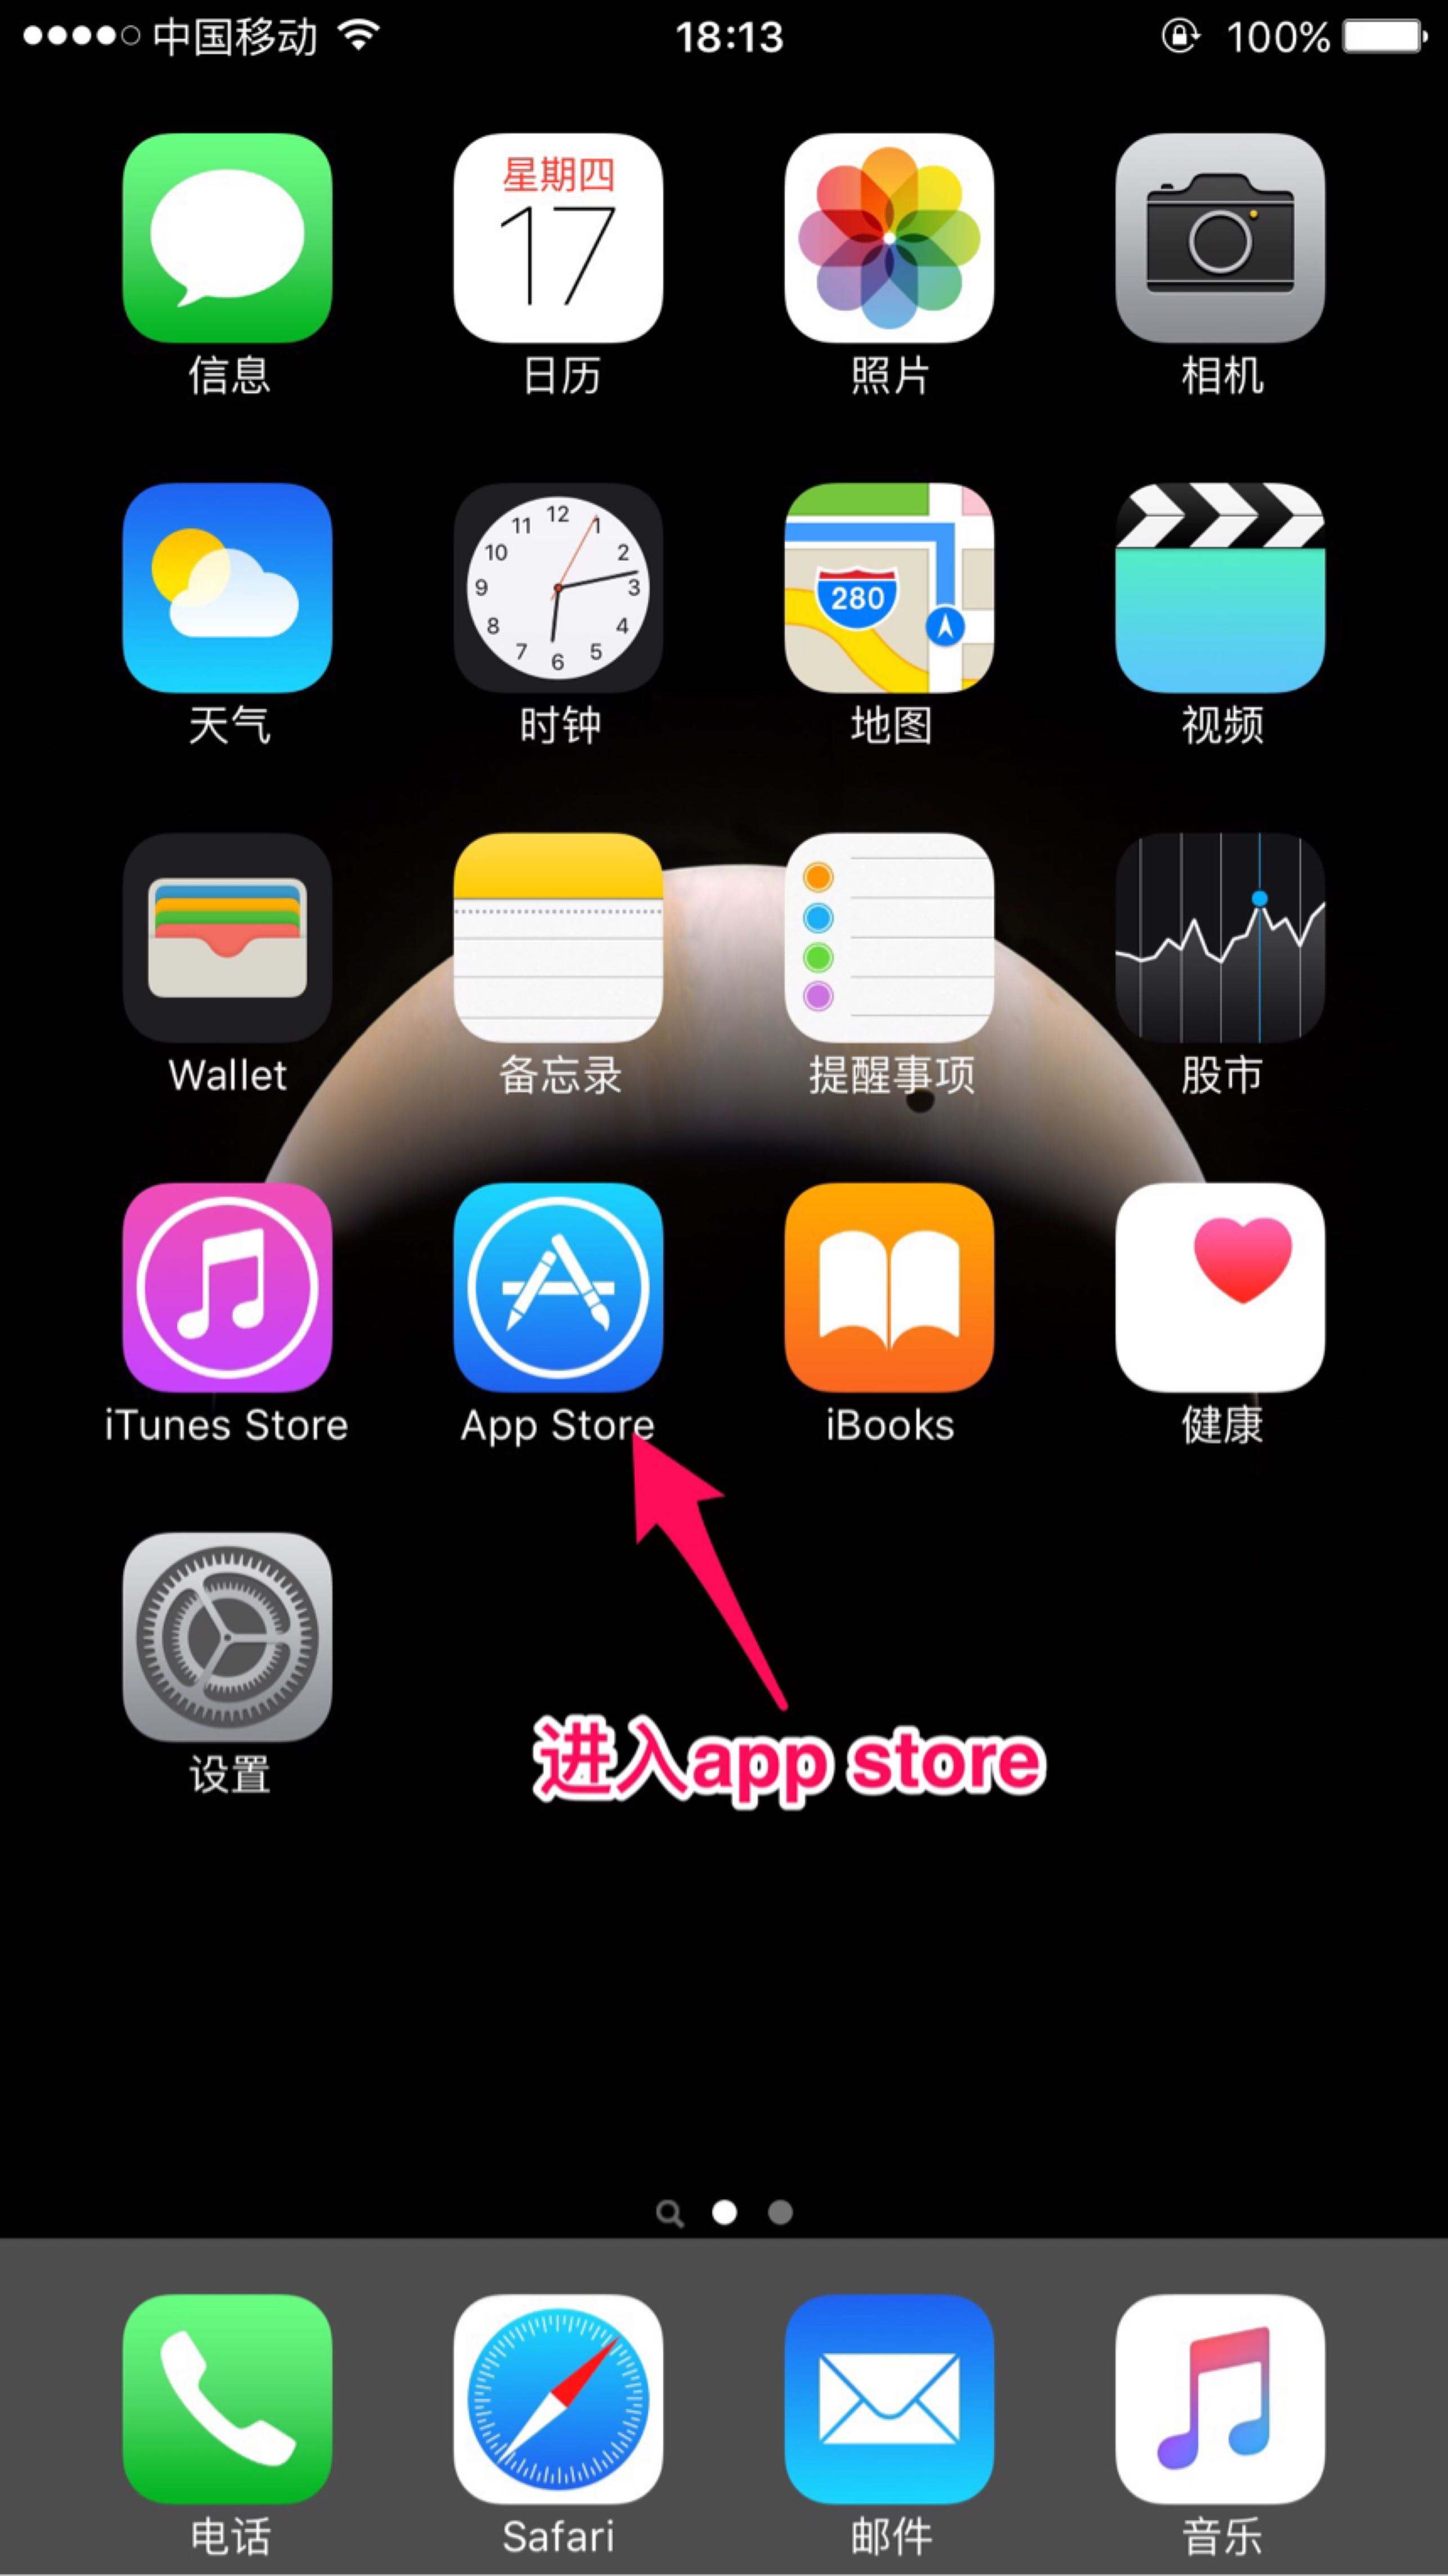 中国移动 18:13 100%
星期四
17
信息 日历 照片 相机
12
11 1
10 2
9 3
8 4
7 5
6
280
天气 时钟 地图 视频
Wallet 备忘录 提醒事项 股市
iTunes Store App Store iBooks 健康
设置
进入app store
电话 Safari 邮件 音乐